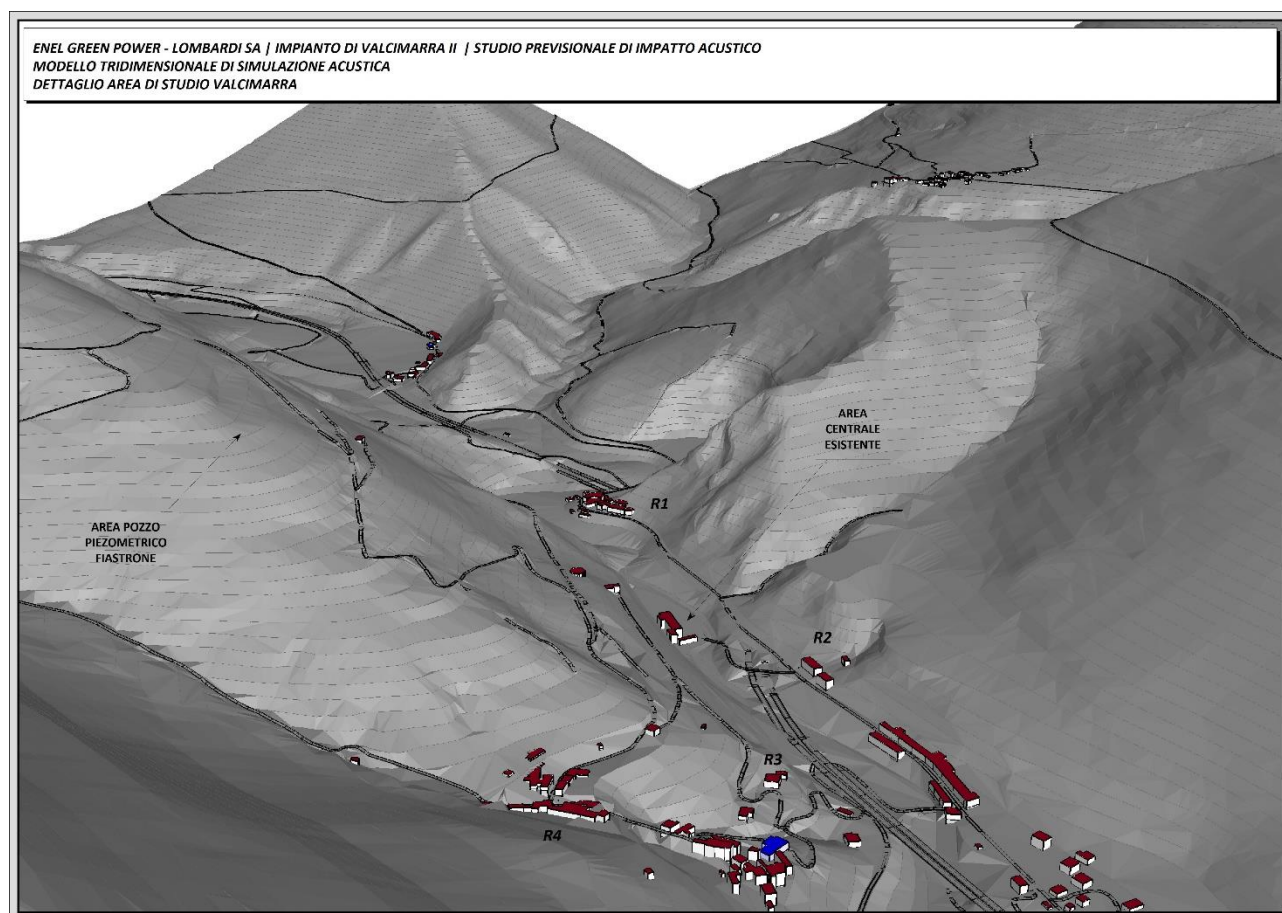 ENEL GREEN POWER - LOMBARDI SA | IMPIANTO DI VALCIMARRA II | STUDIO PREVISIONALE DI IMPATTO ACUSTICO
MODELLO TRIDIMENSIONALE DI SIMULAZIONE ACUSTICA
DETTAGLIO AREA DI STUDIO VALCIMARRA
AREA
CENTRALE
ESISTENTE
R1
AREA POZZO
PIEZOMETRICO
FIASTRONE
R2
R3
R4